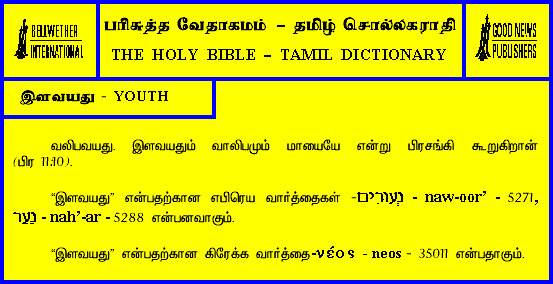 BELLWETHER
INTERNATIONAL
பரிசுத்த வேதாகமம் – தமிழ் சொல்லகராதி
THE HOLY BIBLE – TAMIL DICTIONARY
GOOD NEWS
PUBLISHERS
இளவயது - YOUTH
வலிபவயது. இளவயதும் வாலிபமும் மாயையே என்று பிரசங்கி கூறுகிறான்
(பிர 11:10).
“இளவயது” என்பதற்கான எபிரெய வார்த்தைகள் -נְעוּרִים - naw-oor’ - 5271,
נַעַר - nah’-ar - 5288 என்பனவாகும்.
“இளவயது” என்பதற்கான கிரேக்க வார்த்தை-νέος - neos - 35011 என்பதாகும்.